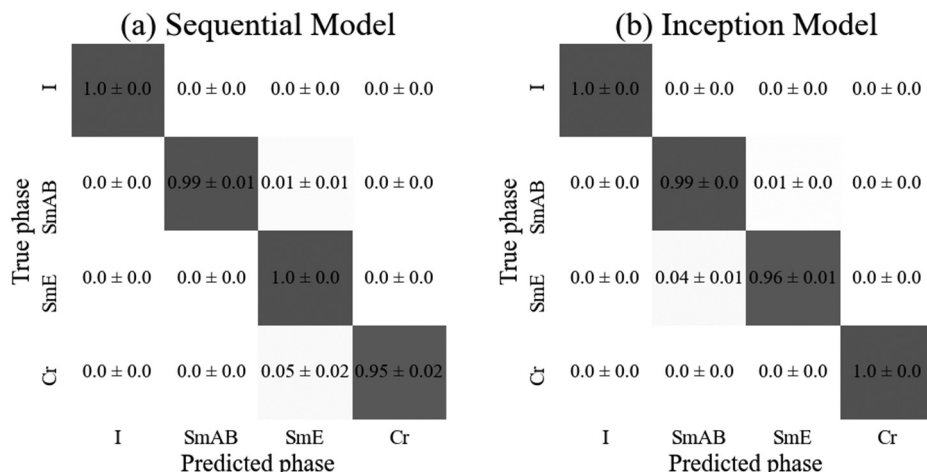 (a) Sequential Model
I 1.0 ± 0.0 0.0 ± 0.0 0.0 ± 0.0 0.0 ± 0.0
SmAB 0.0 ± 0.0 0.99 ± 0.01 0.01 ± 0.01 0.0 ± 0.0
SmE 0.0 ± 0.0 0.0 ± 0.0 1.0 ± 0.0 0.0 ± 0.0
Cr 0.0 ± 0.0 0.0 ± 0.0 0.05 ± 0.02 0.95 ± 0.02
True phase
I SmAB SmE Cr
Predicted phase
(b) Inception Model
I 1.0 ± 0.0 0.0 ± 0.0 0.0 ± 0.0 0.0 ± 0.0
SmAB 0.0 ± 0.0 0.99 ± 0.0 0.01 ± 0.0 0.0 ± 0.0
SmE 0.0 ± 0.0 0.04 ± 0.01 0.96 ± 0.01 0.0 ± 0.0
Cr 0.0 ± 0.0 0.0 ± 0.0 0.0 ± 0.0 1.0 ± 0.0
True phase
I SmAB SmE Cr
Predicted phase